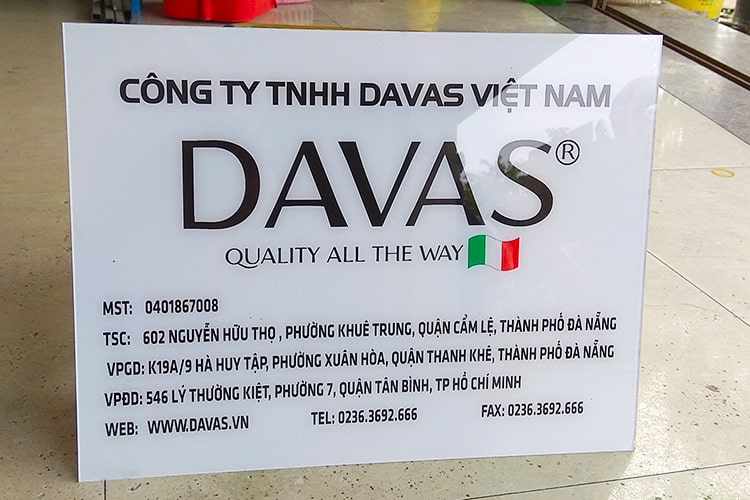 CÔNG TY TNHH DAVAS VIỆT NAM
DAVAS®
QUALITY ALL THE WAY
MST: 0401867008
TSC: 602 NGUYỄN HỮU THỌ , PHƯỜNG KHUÊ TRUNG, QUẬN CẨM LỆ, THÀNH PHỐ ĐÀ NẴNG
VPGD: K19A/9 HÀ HUY TẬP, PHƯỜNG XUÂN HÒA, QUẬN THANH KHÊ, THÀNH PHỐ ĐÀ NẴNG
VPĐD: 546 LÝ THƯỜNG KIỆT, PHƯỜNG 7, QUẬN TÂN BÌNH, TP HỒ CHÍ MINH
WEB: WWW.DAVAS.VN TEL: 0236.3692.666 FAX: 0236.3692.666